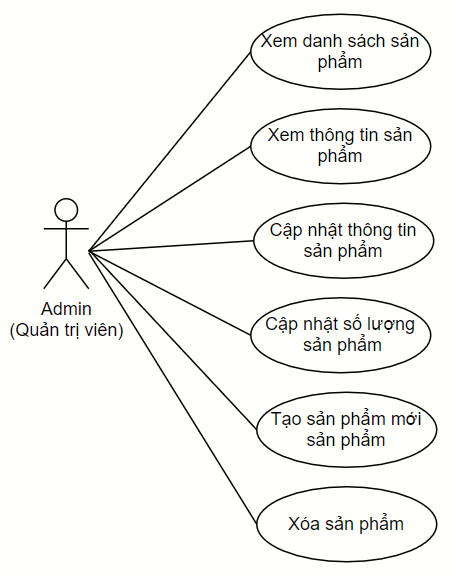 Xem danh sách sản
phẩm
Xem thông tin sản
phẩm
Cập nhật thông tin
sản phẩm
Admin
(Quản trị viên)
Cập nhật số lượng
sản phẩm
Tạo sản phẩm mới
sản phẩm
Xóa sản phẩm